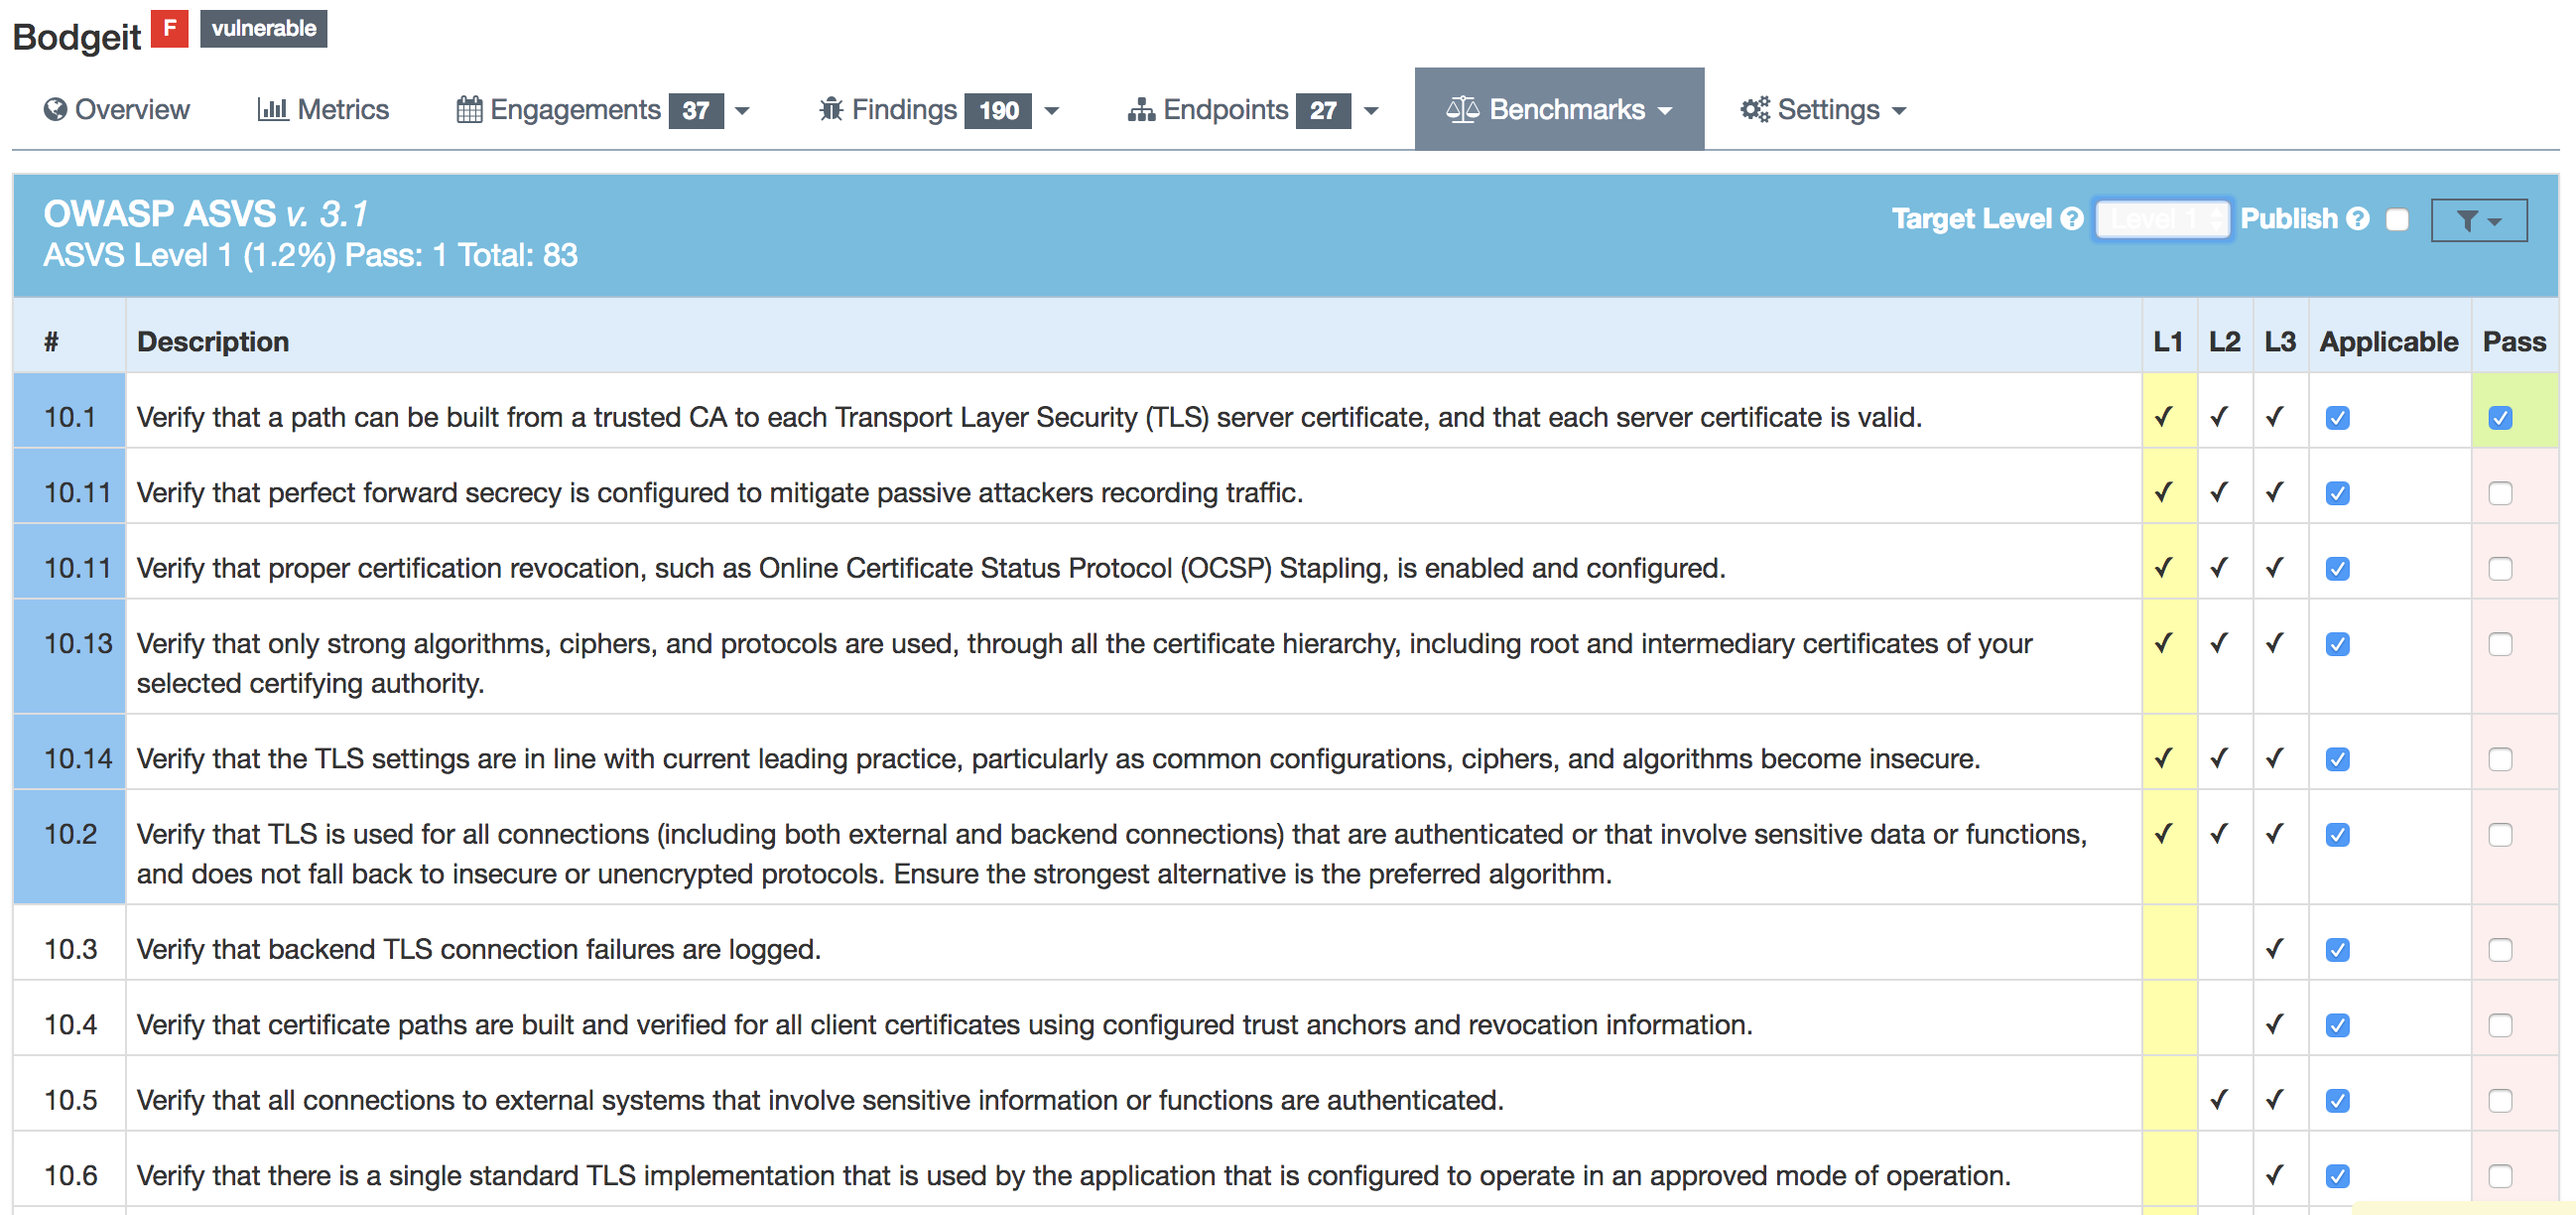 Bodgeit F vulnerable
Overview Metrics Engagements 37 Findings 190 Endpoints 27 Benchmarks Settings
OWASP ASVS v. 3.1
Target Level ? Level 1 Publish ?
ASVS Level 1 (1.2%) Pass: 1 Total: 83
# Description L1 L2 L3 Applicable Pass
10.1 Verify that a path can be built from a trusted CA to each Transport Layer Security (TLS) server certificate, and that each server certificate is valid. ✓ ✓ ✓
10.11 Verify that perfect forward secrecy is configured to mitigate passive attackers recording traffic. ✓ ✓ ✓
10.11 Verify that proper certification revocation, such as Online Certificate Status Protocol (OCSP) Stapling, is enabled and configured. ✓ ✓ ✓
10.13 Verify that only strong algorithms, ciphers, and protocols are used, through all the certificate hierarchy, including root and intermediary certificates of your ✓ ✓ ✓
selected certifying authority.
10.14 Verify that the TLS settings are in line with current leading practice, particularly as common configurations, ciphers, and algorithms become insecure. ✓ ✓ ✓
10.2 Verify that TLS is used for all connections (including both external and backend connections) that are authenticated or that involve sensitive data or functions, ✓ ✓ ✓
and does not fall back to insecure or unencrypted protocols. Ensure the strongest alternative is the preferred algorithm.
10.3 Verify that backend TLS connection failures are logged. ✓
10.4 Verify that certificate paths are built and verified for all client certificates using configured trust anchors and revocation information. ✓
10.5 Verify that all connections to external systems that involve sensitive information or functions are authenticated. ✓ ✓
10.6 Verify that there is a single standard TLS implementation that is used by the application that is configured to operate in an approved mode of operation. ✓